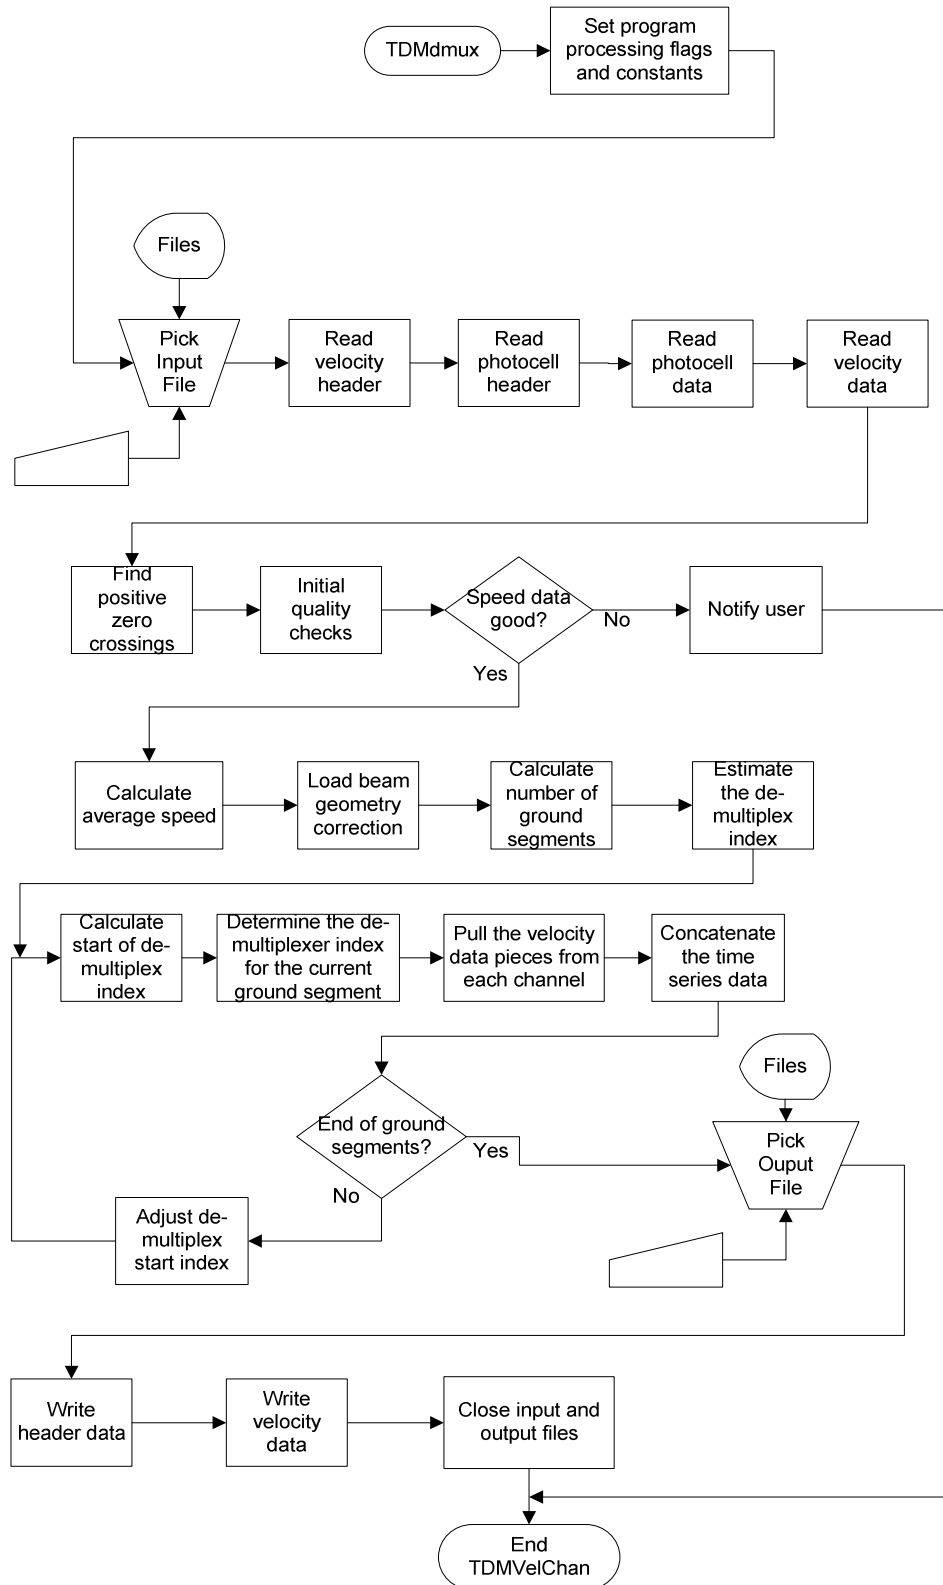 TDMdmux
Set program
processing flags
and constants
Files
Pick
Input
File
Read
velocity
header
Read
photocell
header
Read
photocell
data
Read
velocity
data
Find
positive
zero
crossings
Initial
quality
checks
Speed data
good?
No
Notify user
Yes
Calculate
average speed
Load beam
geometry
correction
Calculate
number of
ground
segments
Estimate
the de-
multiplex
index
Calculate
start of de-
multiplex
index
Determine the de-
multiplexer index
for the current
ground segment
Pull the velocity
data pieces from
each channel
Concatenate
the time
series data
Files
End of ground
segments?
Yes
Pick
Ouput
File
No
Adjust de-
multiplex
start index
Write
header data
Write
velocity
data
Close input and
output files
End
TDMVelChan